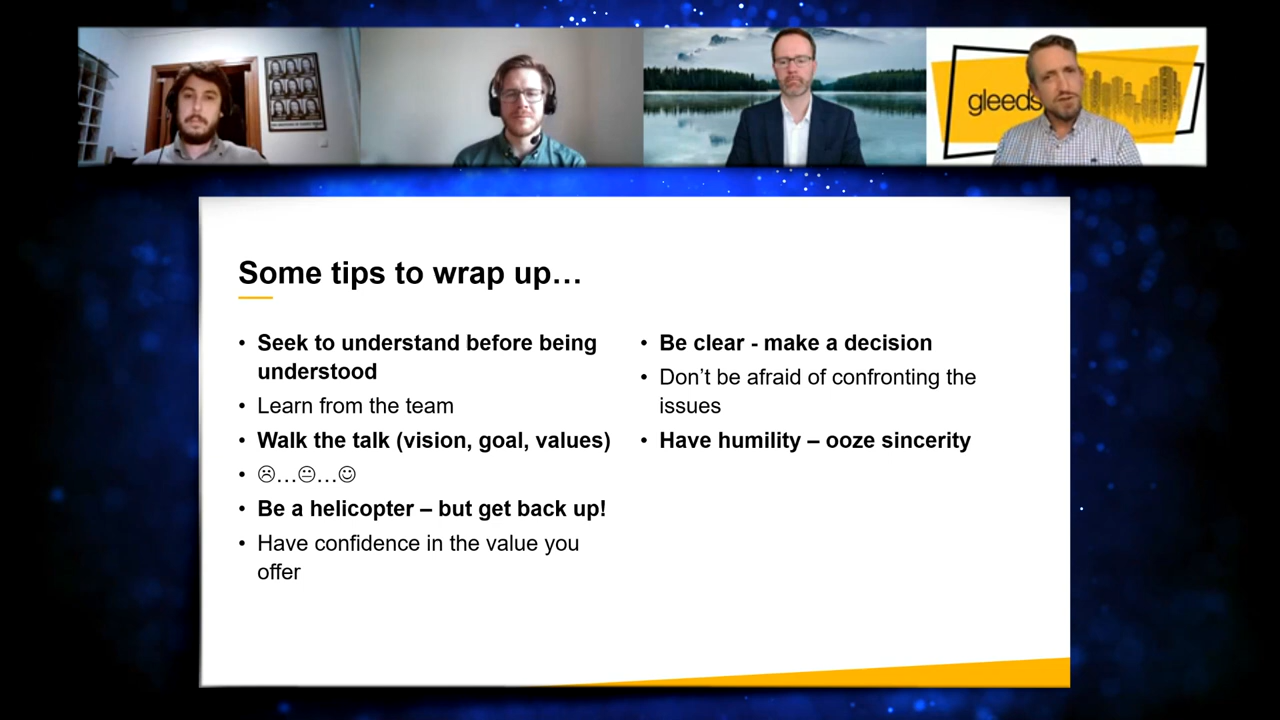 gleeds
Some tips to wrap up…
• Seek to understand before being
understood
• Learn from the team
• Walk the talk (vision, goal, values)
• ☹…😐…☺
• Be a helicopter – but get back up!
• Have confidence in the value you
offer
• Be clear - make a decision
• Don’t be afraid of confronting the
issues
• Have humility – ooze sincerity